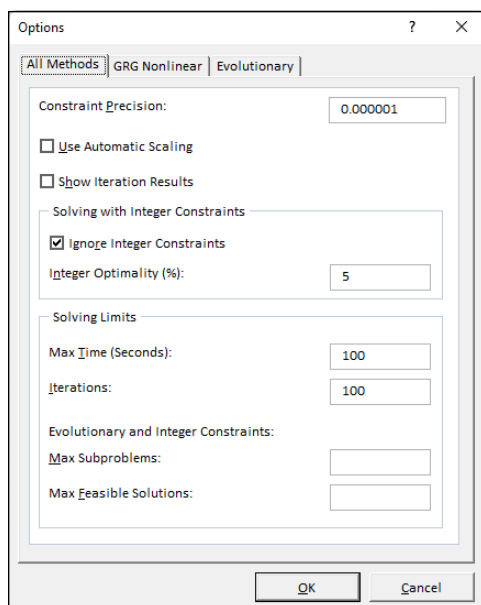 Options ? ×
All Methods GRG Nonlinear Evolutionary
Constraint Precision: 0.000001
Use Automatic Scaling
Show Iteration Results
Solving with Integer Constraints
Ignore Integer Constraints
Integer Optimality (%): 5
Solving Limits
Max Time (Seconds): 100
Iterations: 100
Evolutionary and Integer Constraints:
Max Subproblems:
Max Feasible Solutions:
OK Cancel